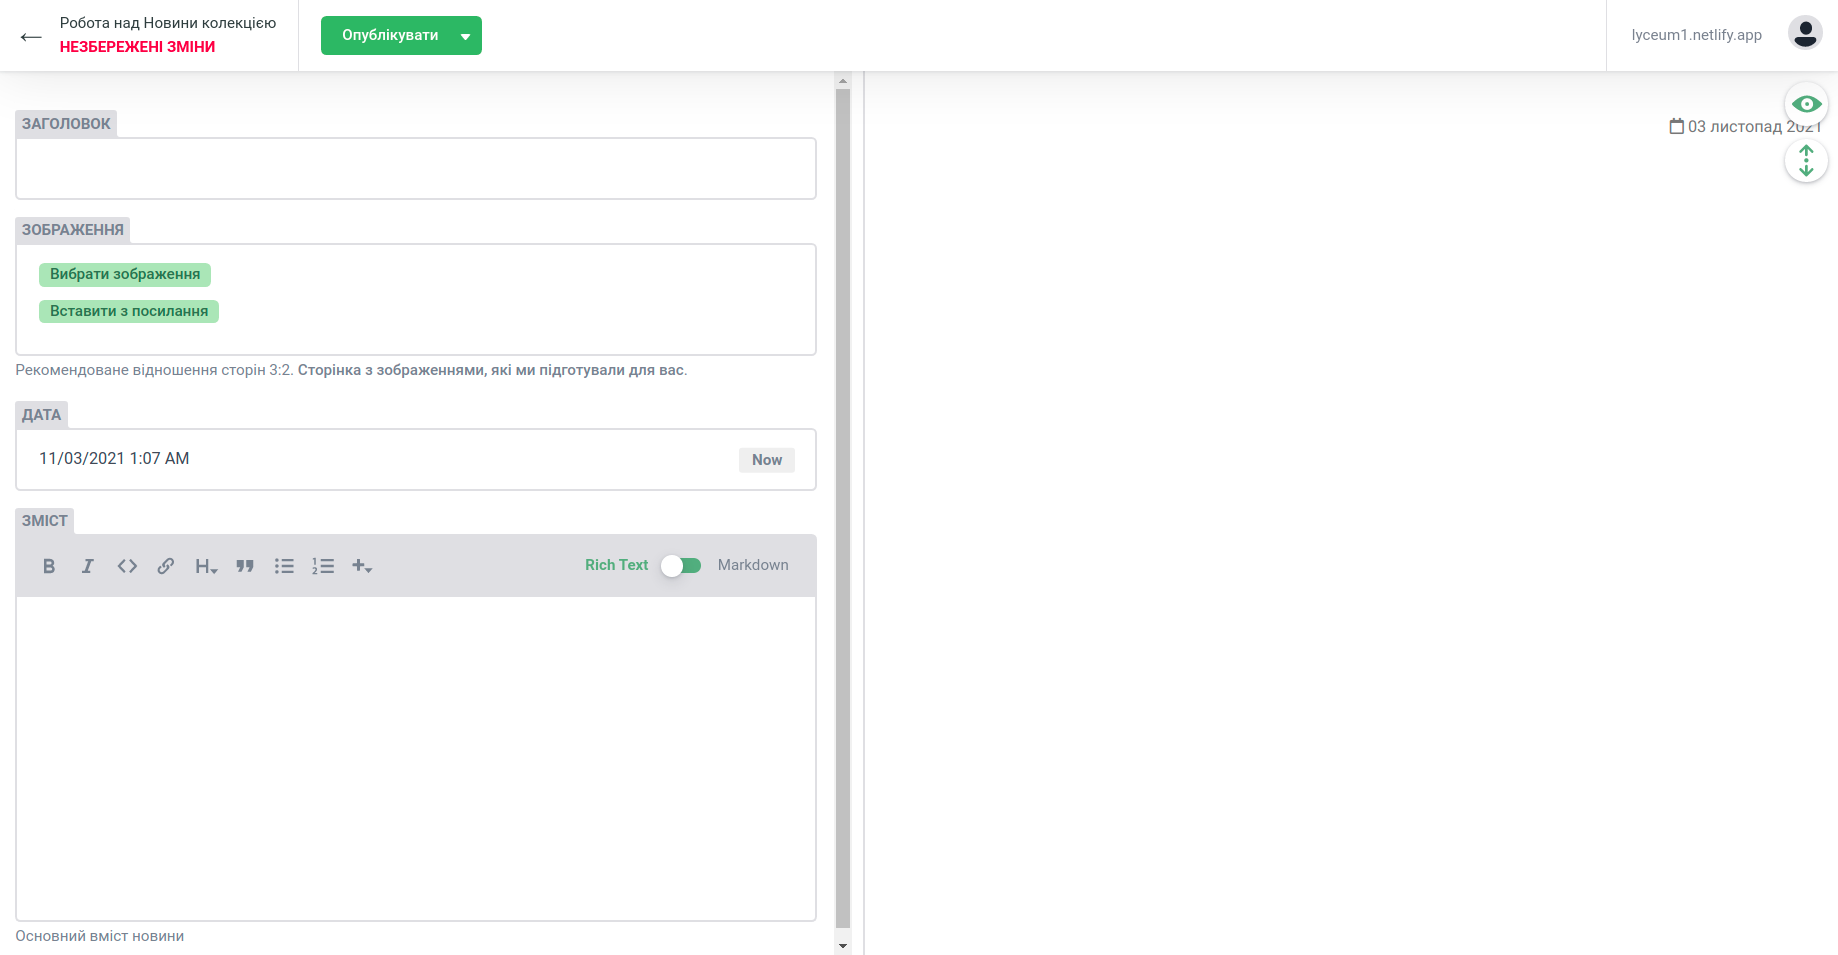 Робота над Новини колекцією
НЕЗБЕРЕЖЕНІ ЗМІНИ
Опублікувати
lyceum1.netlify.app
ЗАГОЛОВОК
03 листопад 2021
ЗОБРАЖЕННЯ
Вибрати зображення
Вставити з посилання
Рекомендоване відношення сторін 3:2. Сторінка з зображеннями, які ми підготували для вас.
ДАТА
11/03/2021 1:07 AM
Now
ЗМІСТ
Rich Text
Markdown
Основний вміст новини